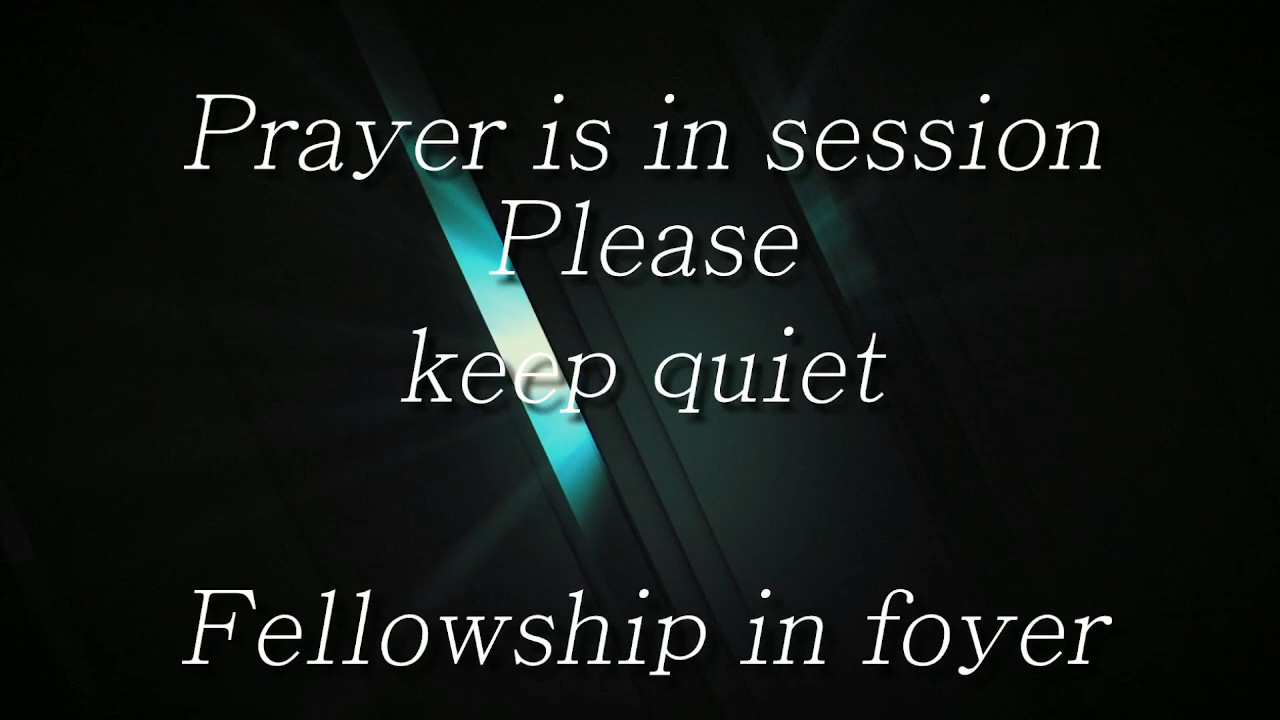 Prayer is in session
Please
keep quiet
Fellowship in foyer